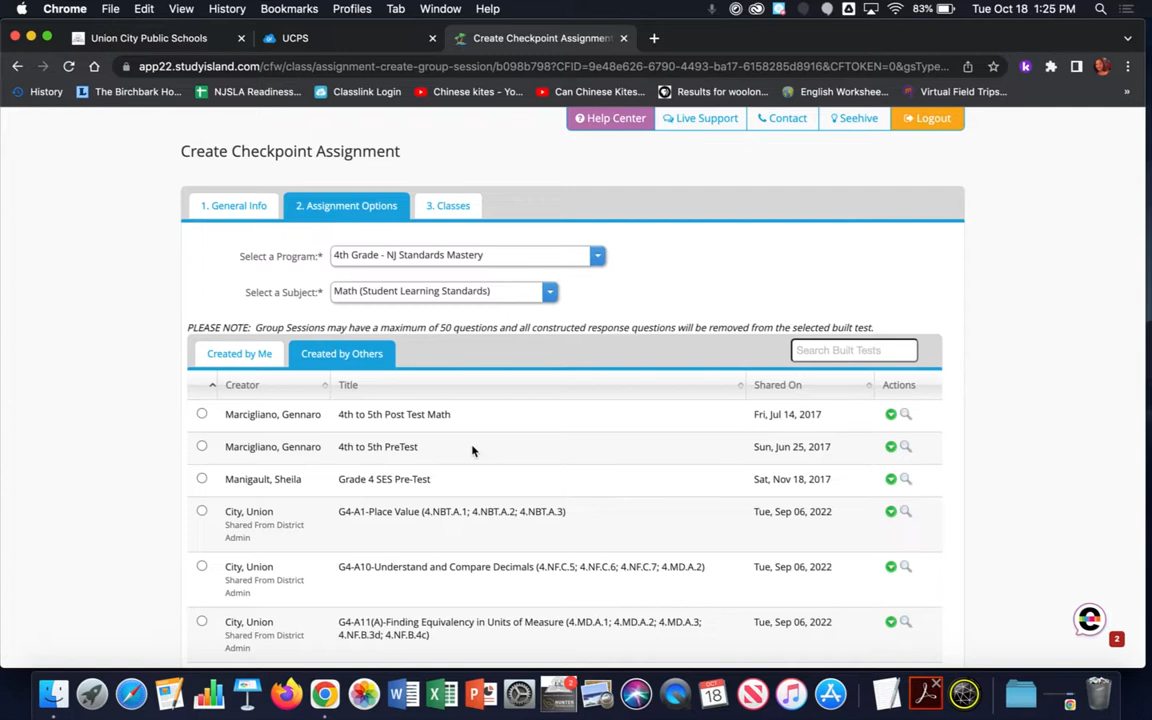 Chrome File Edit View History Bookmarks Profiles Tab Window Help 83% Tue Oct 18 1:25 PM
Union City Public Schools UCPS Create Checkpoint Assignment
app22.studyisland.com/cfw/class/assignment-create-group-session/b098b798?CFID=9e48e626-6790-4493-ba17-6158285d8916&CFTOKEN=0&gsType...
History The Birchbark Ho... NJSLA Readiness... Classlink Login Chinese kites - Yo... Can Chinese Kites... Results for woolon... English Workshee... Virtual Field Trips... »
Help Center Live Support Contact Seehive Logout
Create Checkpoint Assignment
1. General Info 2. Assignment Options 3. Classes
Select a Program:* 4th Grade - NJ Standards Mastery
Select a Subject:* Math (Student Learning Standards)
PLEASE NOTE: Group Sessions may have a maximum of 50 questions and all constructed response questions will be removed from the selected built test.
Created by Me Created by Others Search Built Tests
Creator Title Shared On Actions
Marcigliano, Gennaro 4th to 5th Post Test Math Fri, Jul 14, 2017
Marcigliano, Gennaro 4th to 5th PreTest Sun, Jun 25, 2017
Manigault, Sheila Grade 4 SES Pre-Test Sat, Nov 18, 2017
City, Union G4-A1-Place Value (4.NBT.A.1; 4.NBT.A.2; 4.NBT.A.3) Tue, Sep 06, 2022
Shared From District
Admin
City, Union G4-A10-Understand and Compare Decimals (4.NF.C.5; 4.NF.C.6; 4.NF.C.7; 4.MD.A.2) Tue, Sep 06, 2022
Shared From District
Admin
City, Union G4-A11(A)-Finding Equivalency in Units of Measure (4.MD.A.1; 4.MD.A.2; 4.MD.A.3; Tue, Sep 06, 2022
Shared From District 4.NF.B.3d; 4.NF.B.4c)
Admin
2
OCT
18